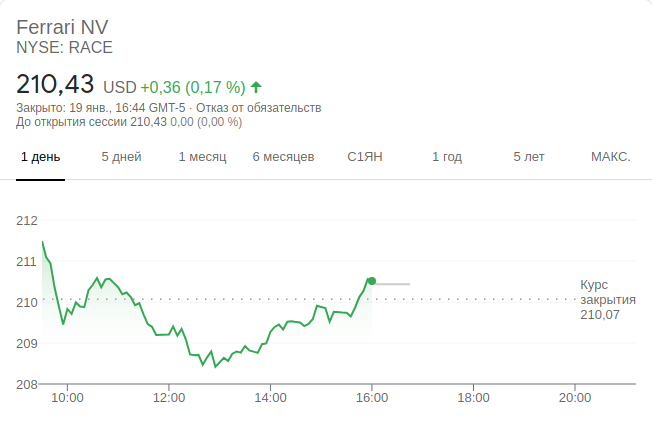 Ferrari NV
NYSE: RACE
210,43 USD +0,36 (0,17 %)
Закрыто: 19 янв., 16:44 GMT-5 · Отказ от обязательств
До открытия сессии 210,43 0,00 (0,00 %)
1 день 5 дней 1 месяц 6 месяцев С1ЯН 1 год 5 лет МАКС.
212
211
210
209
208
Курс
закрытия
210,07
10:00 12:00 14:00 16:00 18:00 20:00